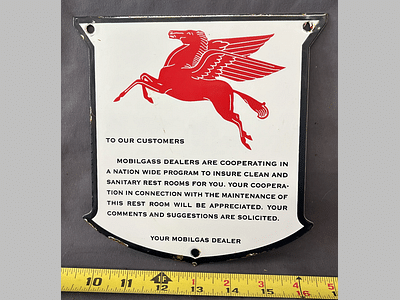 TO OUR CUSTOMERS
MOBILGASS DEALERS ARE COOPERATING IN
A NATION WIDE PROGRAM TO INSURE CLEAN AND
SANITARY REST ROOMS FOR YOU. YOUR COOPERA-
TION IN CONNECTION WITH THE MAINTENANCE OF
THIS REST ROOM WILL BE APPRECIATED. YOUR
COMMENTS AND SUGGESTIONS ARE SOLICITED.
YOUR MOBILGAS DEALER
10 11 1F 12 13 14 15 16